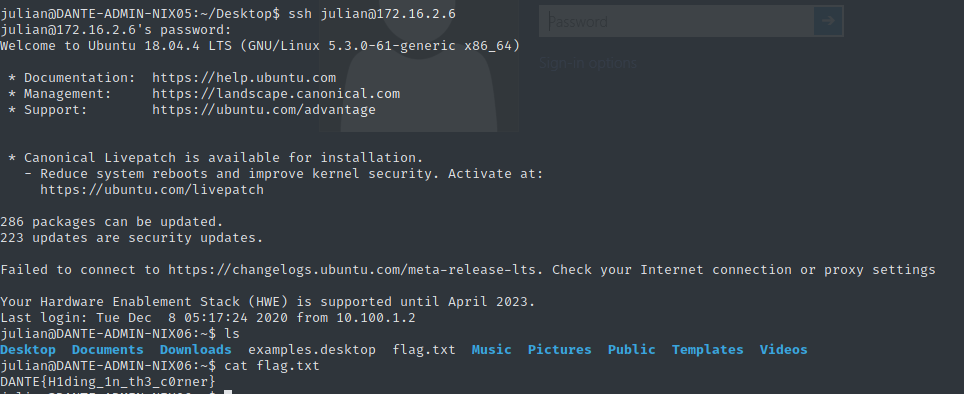 julian@DANTE-ADMIN-NIX05:~/Desktop$ ssh julian@172.16.2.6
julian@172.16.2.6's password:
Password
Welcome to Ubuntu 18.04.4 LTS (GNU/Linux 5.3.0-61-generic x86_64)
Sign-in options
 * Documentation:  https://help.ubuntu.com
 * Management:     https://landscape.canonical.com
 * Support:        https://ubuntu.com/advantage
 * Canonical Livepatch is available for installation.
   - Reduce system reboots and improve kernel security. Activate at:
     https://ubuntu.com/livepatch
286 packages can be updated.
223 updates are security updates.
Failed to connect to https://changelogs.ubuntu.com/meta-release-lts. Check your Internet connection or proxy settings
Your Hardware Enablement Stack (HWE) is supported until April 2023.
Last login: Tue Dec  8 05:17:24 2020 from 10.100.1.2
julian@DANTE-ADMIN-NIX06:~$ ls
Desktop  Documents  Downloads  examples.desktop  flag.txt  Music  Pictures  Public  Templates  Videos
julian@DANTE-ADMIN-NIX06:~$ cat flag.txt
DANTE{H1ding_1n_th3_c0rner}
julian@DANTE-ADMIN-NIX06:~$